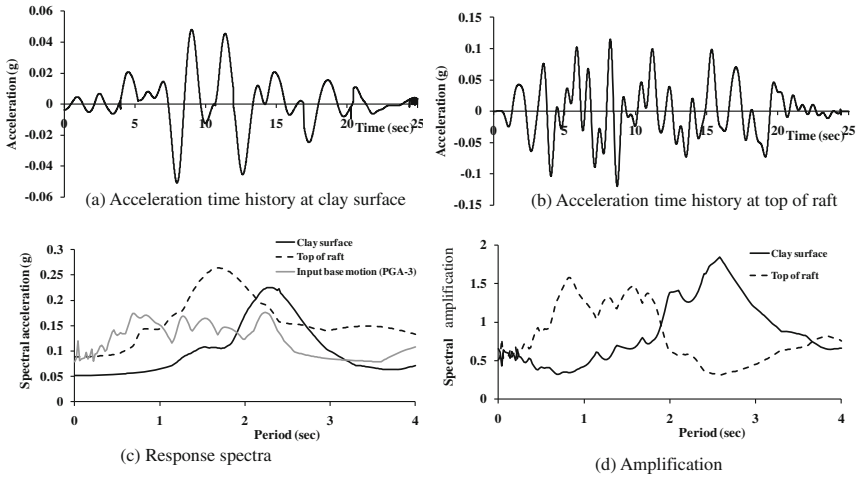 0.06
0.04
0.02
0
-0.02
-0.04
-0.06
Acceleration (g)
0 5 10 15 20 25
Time (sec)
(a) Acceleration time history at clay surface
0.15
0.10
0.05
0.00
-0.05
-0.10
-0.15
Acceleration (g)
0 5 10 15 20 25
Time (sec)
(b) Acceleration time history at top of raft
0.3
0.25
0.2
0.15
0.1
0.05
0
Spectral acceleration (g)
Clay surface
Top of raft
Input base motion (PGA-3)
0 1 2 3 4
Period (sec)
(c) Response spectra
2
1.5
1
0.5
0
Spectral amplification
Clay surface
Top of raft
0 1 2 3 4
Period (sec)
(d) Amplification